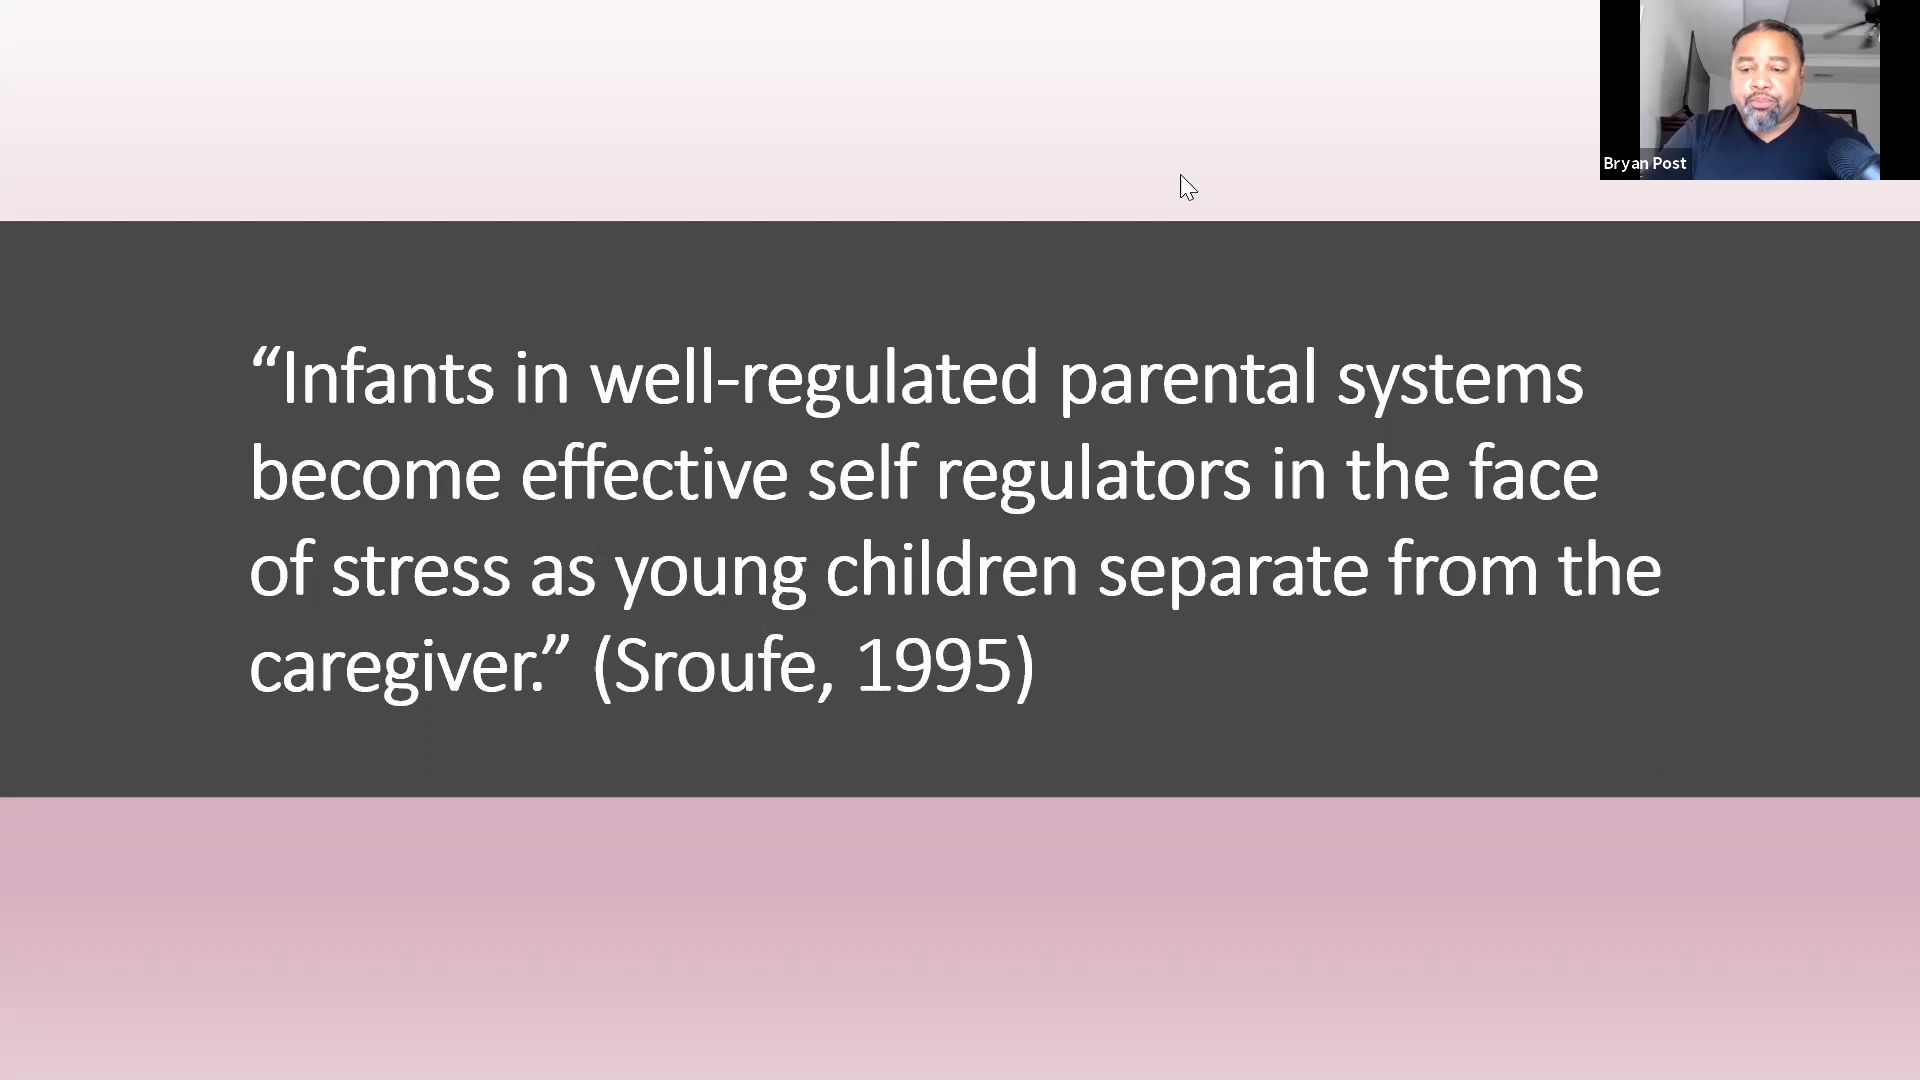 Bryan Post
“Infants in well-regulated parental systems
become effective self regulators in the face
of stress as young children separate from the
caregiver.” (Sroufe, 1995)